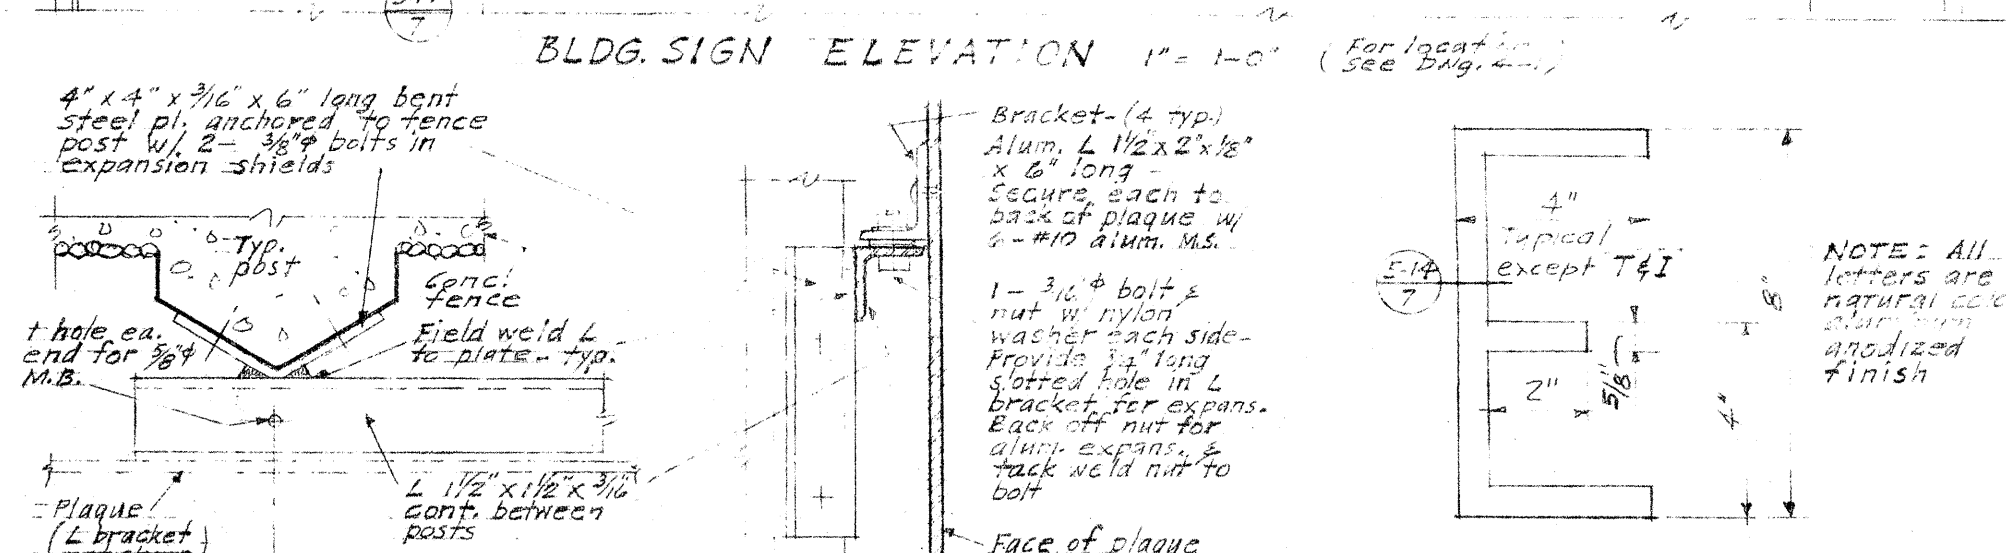 7
BLDG. SIGN ELEVATION 1" = 1-0" (For locat
see DWg.
4" x 4" x 3/16" x 6" long bent
steel pl. anchored to fence
post w/. 2- 3/8"φ bolts in
expansion shields
Typ.
post
Conc.
fence
t hole ea.
end for 5/8"φ
M.B.
Field weld L
to plate - typ.
L 1 1/2" x 1 1/2" x 3/16"
cont. between
posts
Plaque
(L bracket
Bracket - (4 typ.)
Alum. L 1 1/2" x 2" x 1/8"
x 6" long -
Secure each to
back of plaque w/
6 - #10 alum. M.S.
1 - 3/16"φ bolt &
nut w/ nylon
washer each side -
Provide 3/4" long
slotted hole in L
bracket for expans.
Back off nut for
alum. expans. &
tack weld nut to
bolt
Face of plaque
4"
Typical
except T & I
E-14
7
2"
5/8"
4"
8"
NOTE: All
letters are
natural
anodized
finish